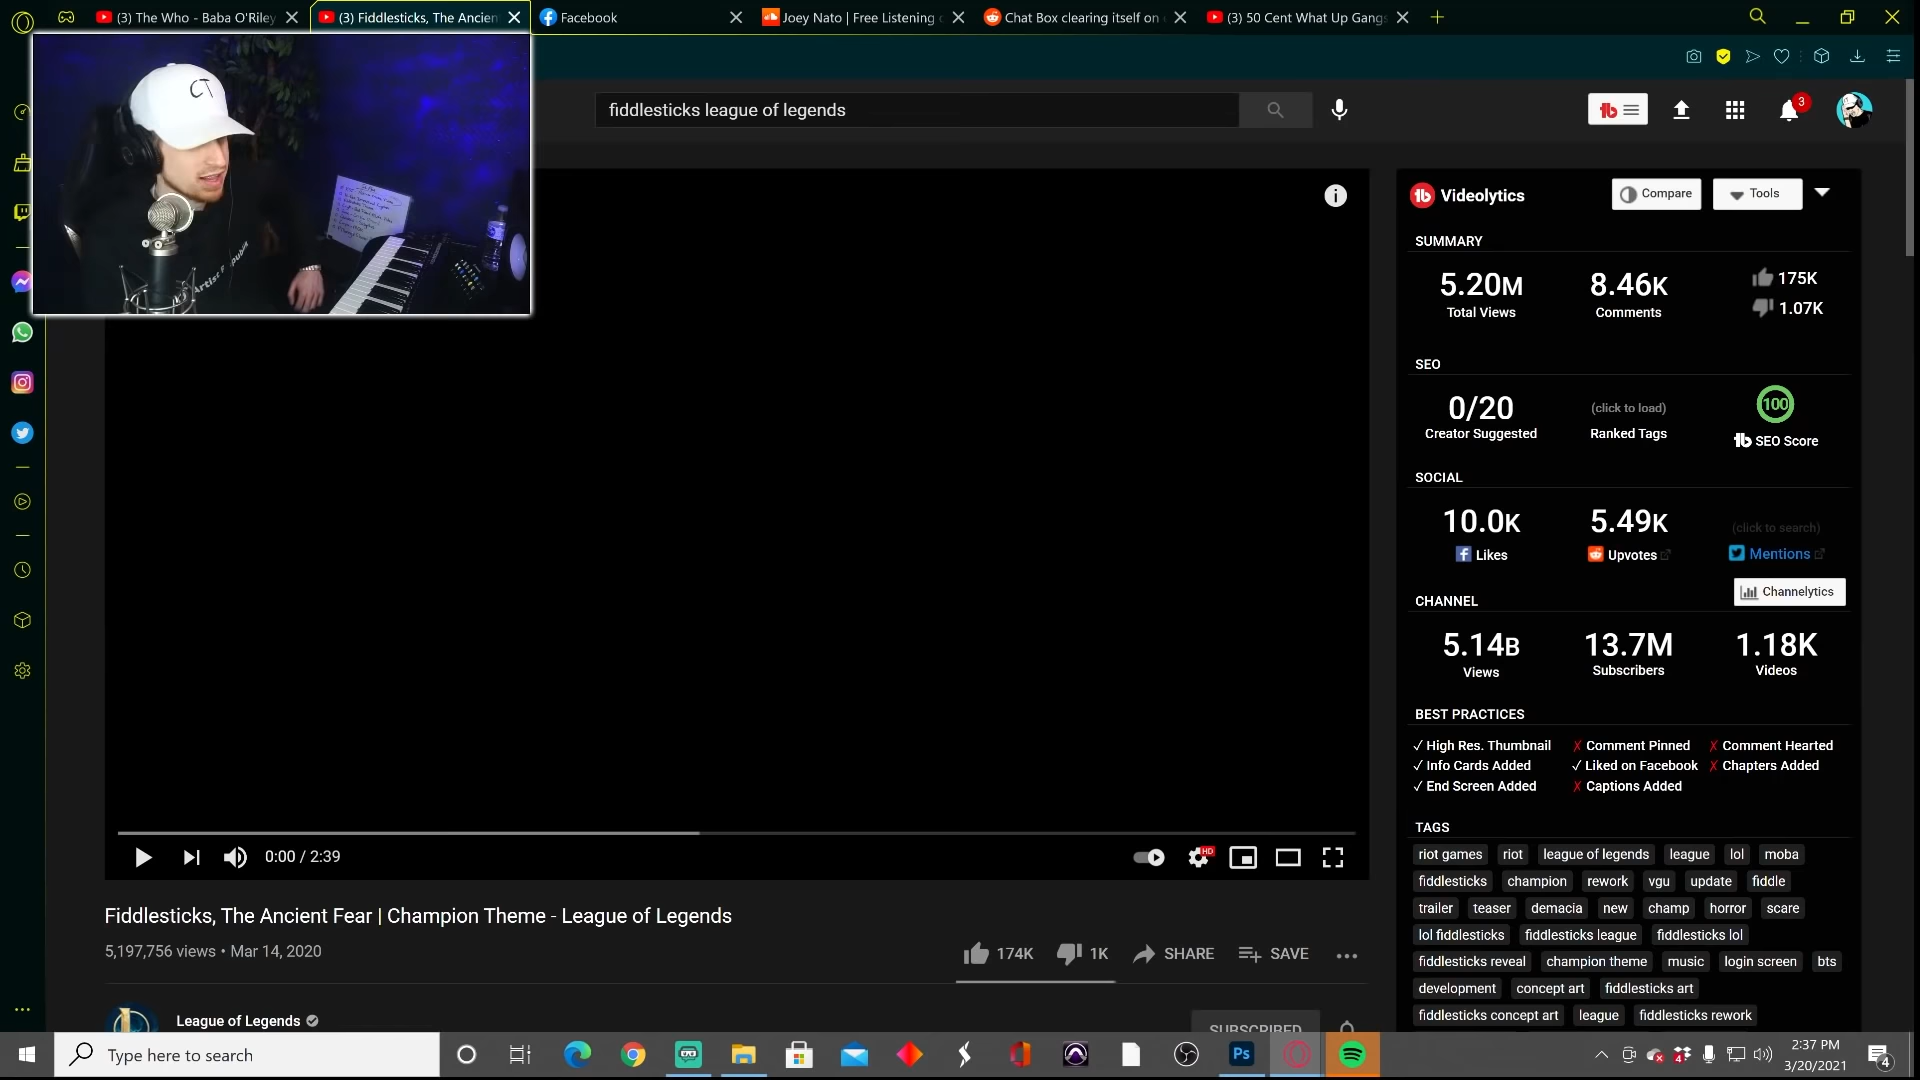 (3) The Who - Baba O'Riley
(3) Fiddlesticks, The Ancien
Facebook
Joey Nato | Free Listening
Chat Box clearing itself on
(3) 50 Cent What Up Gangs
CT
fiddlesticks league of legends
3
Videolytics
Compare
Tools
SUMMARY
5.20M
Total Views
8.46K
Comments
175K
1.07K
SEO
0/20
Creator Suggested
(click to load)
Ranked Tags
100
SEO Score
SOCIAL
10.0K
Likes
5.49K
Upvotes
(click to search)
Mentions
CHANNEL
Channelytics
5.14B
Views
13.7M
Subscribers
1.18K
Videos
BEST PRACTICES
✓ High Res. Thumbnail ✗ Comment Pinned ✗ Comment Hearted
✓ Info Cards Added ✓ Liked on Facebook ✗ Chapters Added
✓ End Screen Added ✗ Captions Added
TAGS
riot games riot league of legends league lol moba
fiddlesticks champion rework vgu update fiddle
trailer teaser demacia new champ horror scare
lol fiddlesticks fiddlesticks league fiddlesticks lol
fiddlesticks reveal champion theme music login screen bts
development concept art fiddlesticks art
fiddlesticks concept art league fiddlesticks rework
0:00 / 2:39
HD
Fiddlesticks, The Ancient Fear | Champion Theme - League of Legends
5,197,756 views • Mar 14, 2020
174K 1K SHARE SAVE
League of Legends
SUBSCRIBED
Type here to search
Ps
2:37 PM
3/20/2021
4